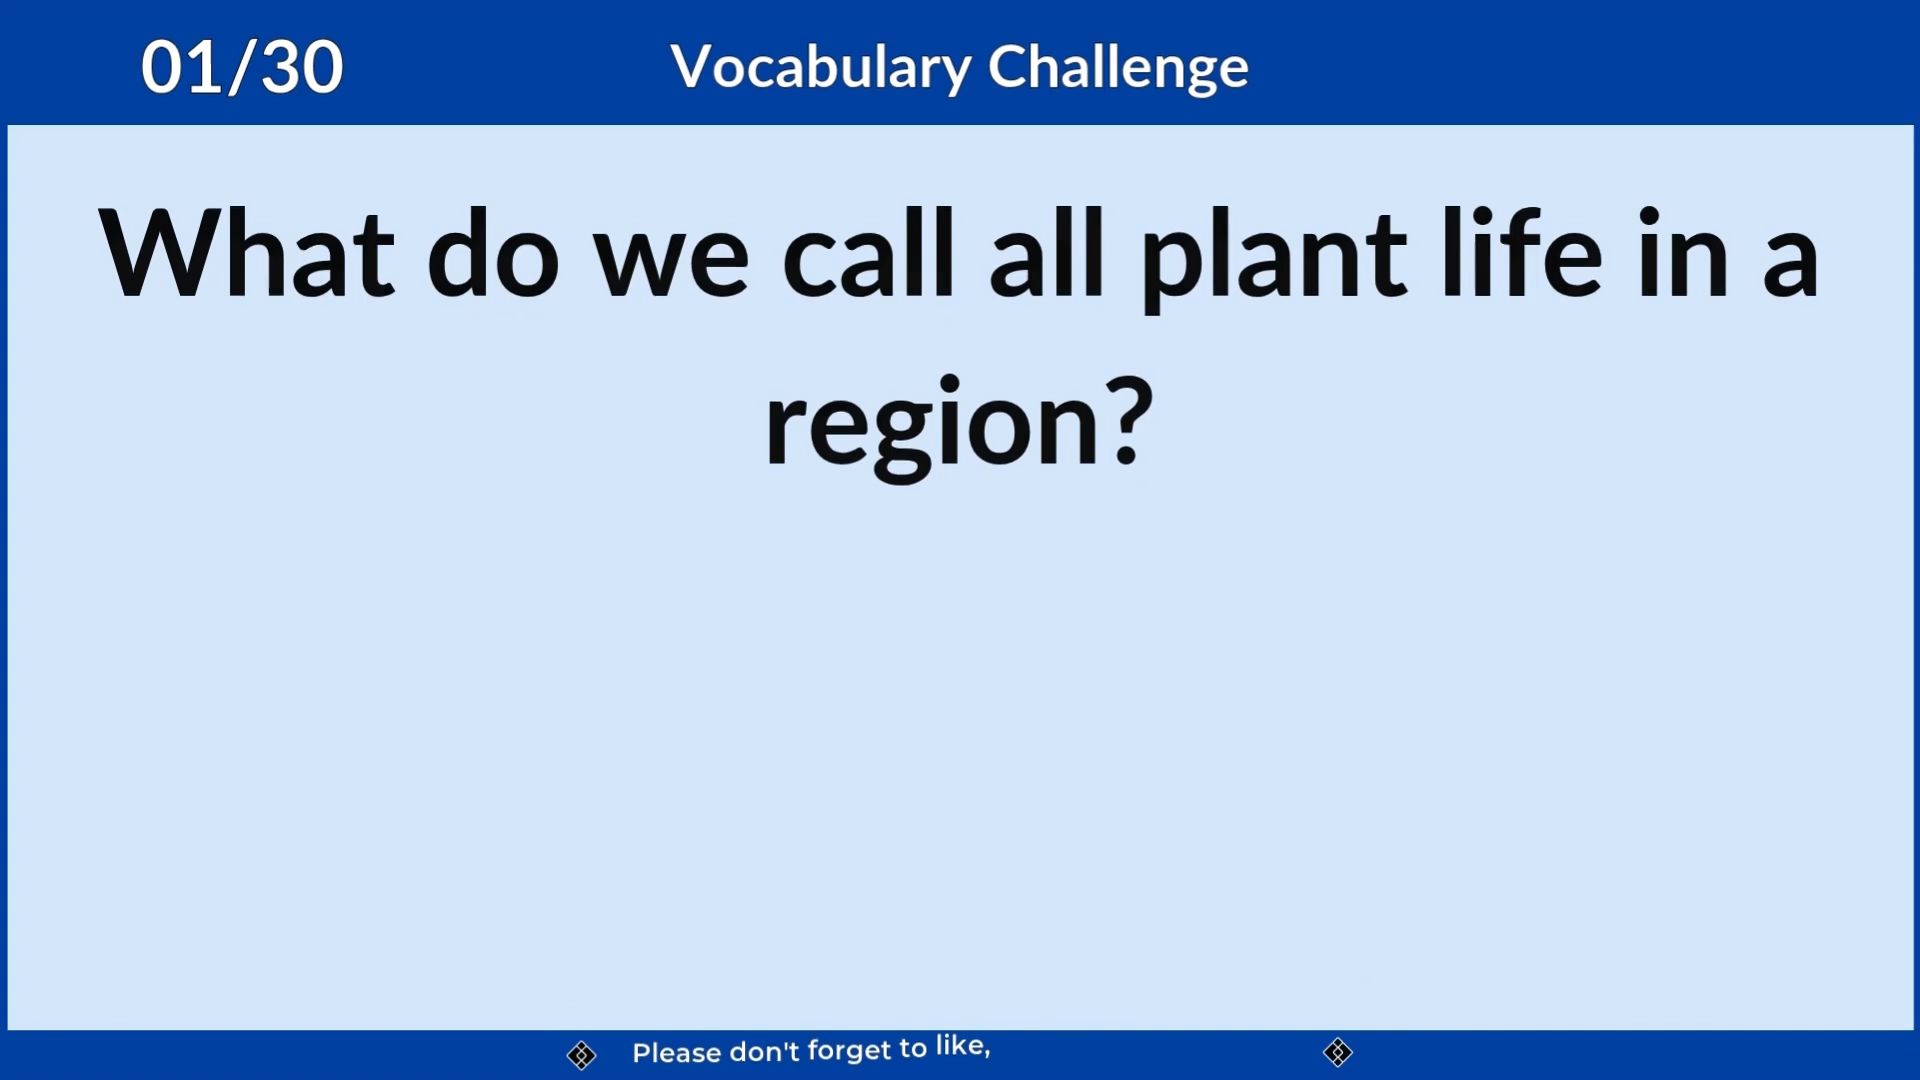 01/30
Vocabulary Challenge
What do we call all plant life in a
region?
Please don't forget to like,